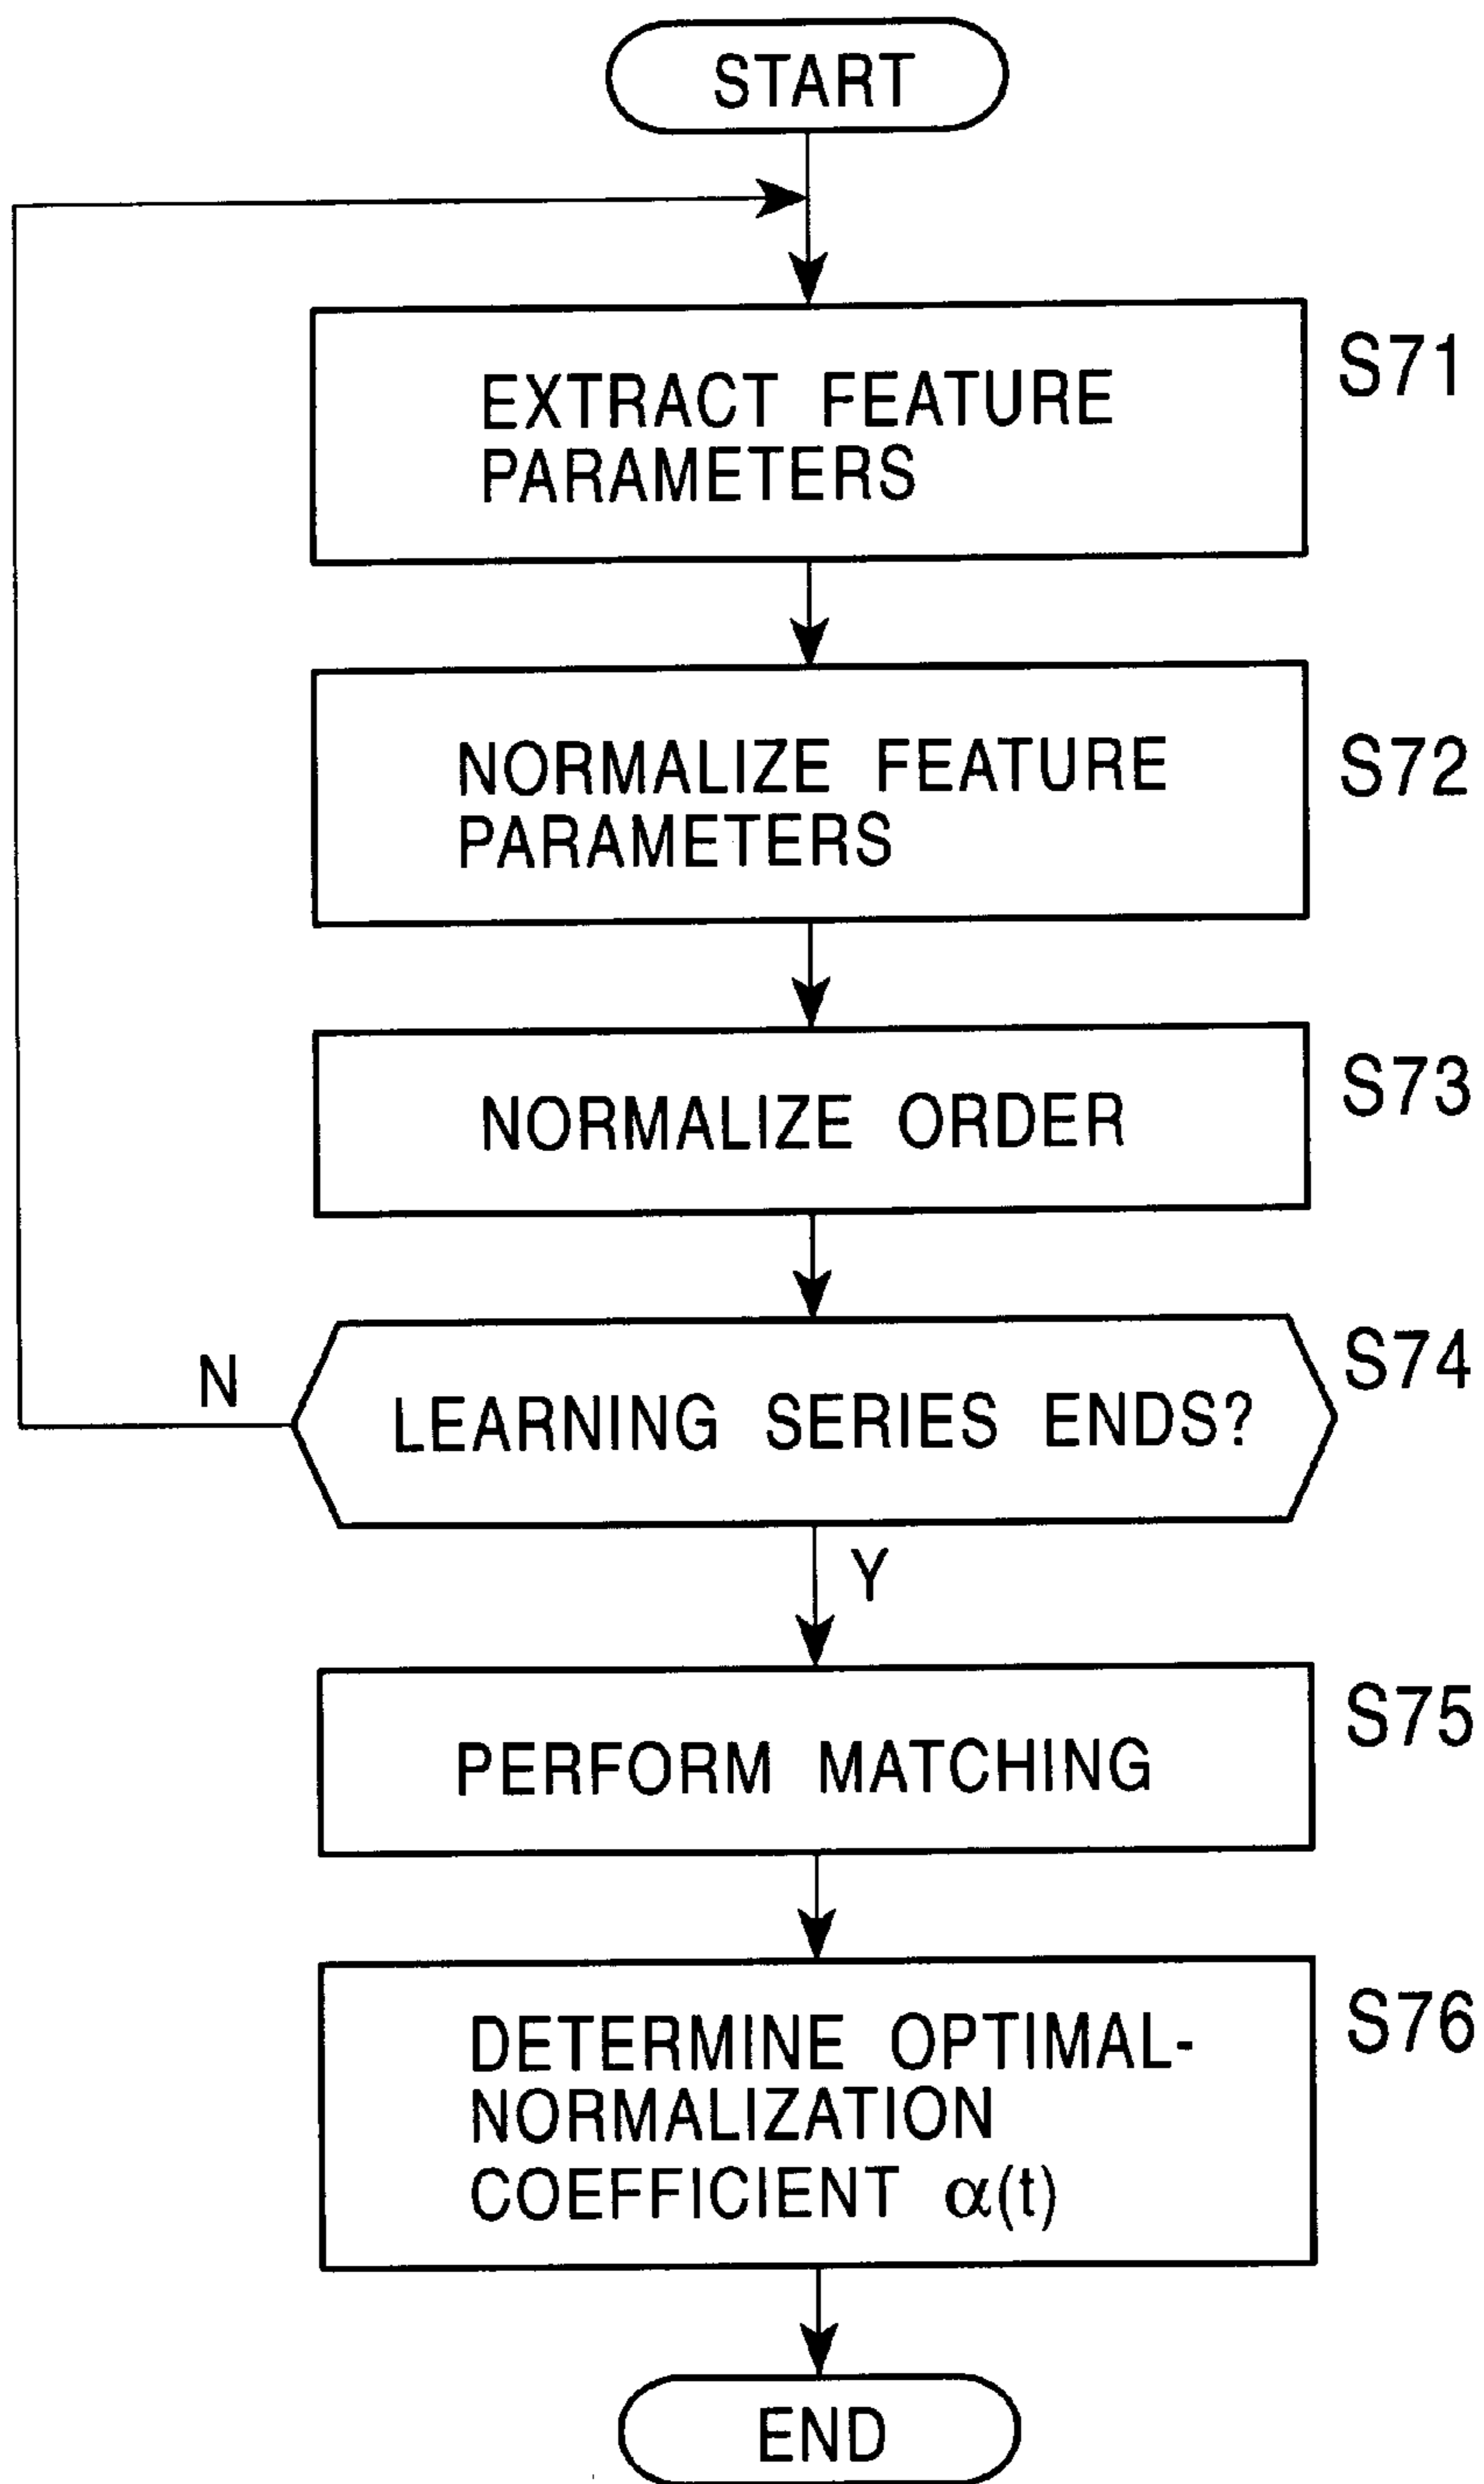 START
EXTRACT FEATURE
PARAMETERS
S71
NORMALIZE FEATURE
PARAMETERS
S72
NORMALIZE ORDER
S73
LEARNING SERIES ENDS?
S74
N
Y
PERFORM MATCHING
S75
DETERMINE OPTIMAL-
NORMALIZATION
COEFFICIENT α(t)
S76
END